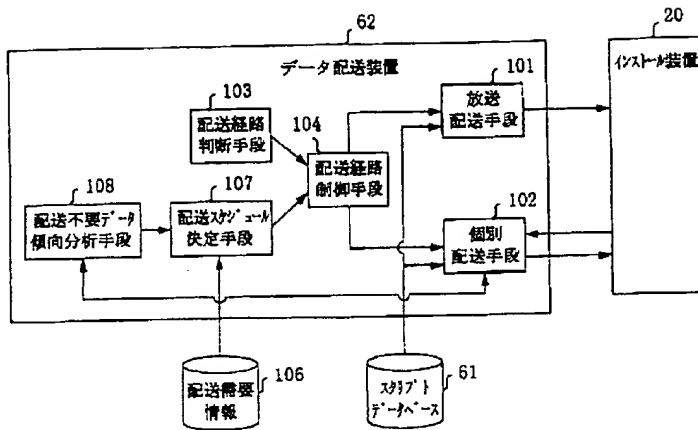 62
20
データ配送装置
インストール装置
101
放送
配送手段
103
配送経路
判断手段
104
配送経路
制御手段
108
配送不要データ
傾向分析手段
107
配送スケジュール
決定手段
102
個別
配送手段
配送需要
情報
106
スクリプト
データベース
61